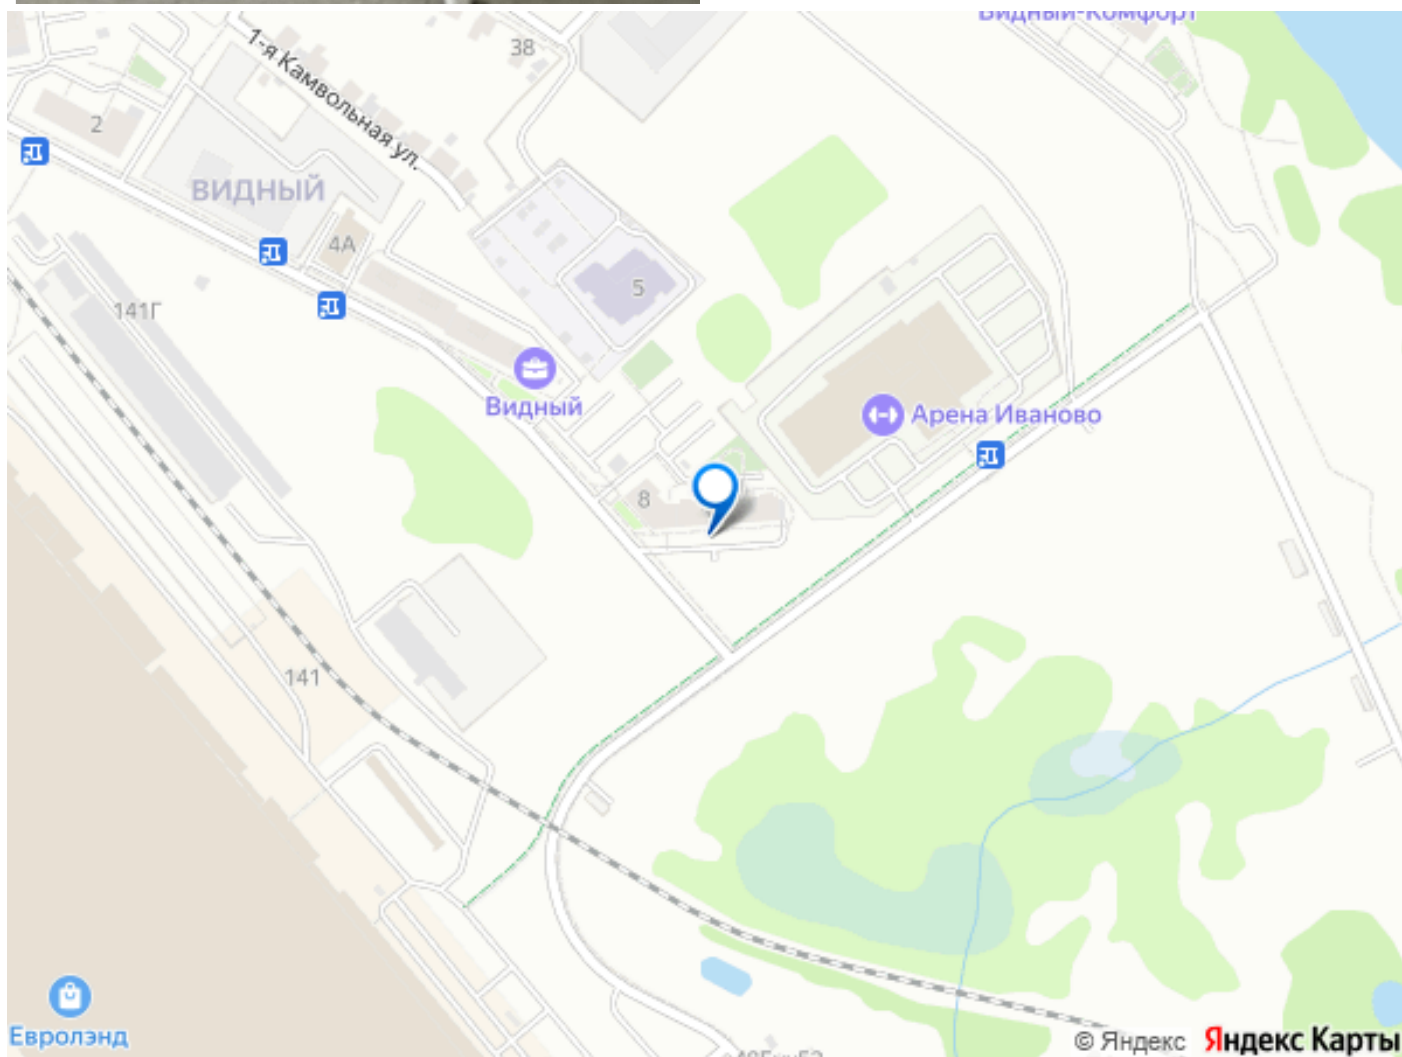 Видный-Комфорт
38
1-я Камвольная ул.
2
ВИДНЫЙ
4А
5
141Г
Видный
Арена Иваново
8
141
Евролэнд
© Яндекс Яндекс Карты